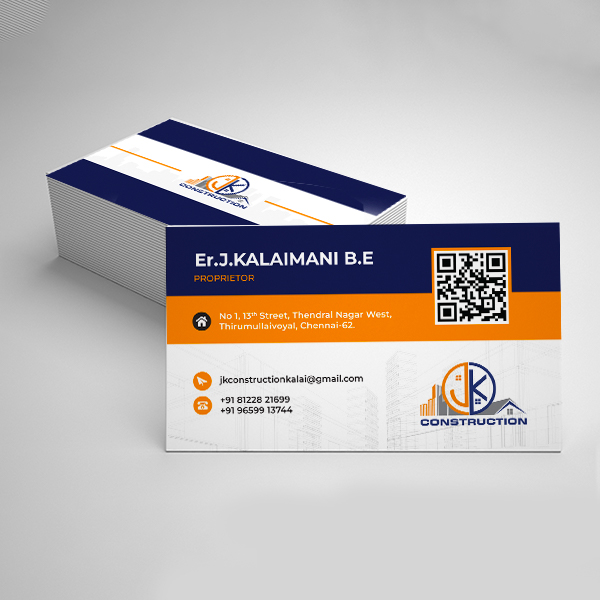 JK
CONSTRUCTION
Er.J.KALAIMANI B.E
PROPRIETOR
No 1, 13th Street, Thendral Nagar West,
Thirumullaivoyal, Chennai-62.
jkconstructionkalai@gmail.com
+91 81228 21699
+91 96599 13744
JK
CONSTRUCTION